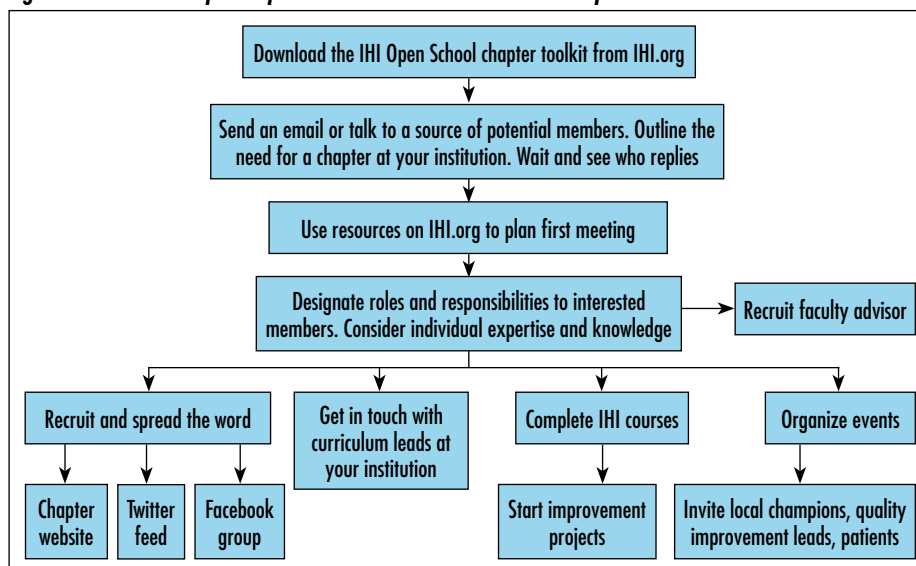 Download the IHI Open School chapter toolkit from IHI.org
Send an email or talk to a source of potential members. Outline the
need for a chapter at your institution. Wait and see who replies
Use resources on IHI.org to plan first meeting
Designate roles and responsibilities to interested
members. Consider individual expertise and knowledge
Recruit faculty advisor
Recruit and spread the word
Get in touch with
curriculum leads at
your institution
Complete IHI courses
Organize events
Chapter
website
Twitter
feed
Facebook
group
Start improvement
projects
Invite local champions, quality
improvement leads, patients